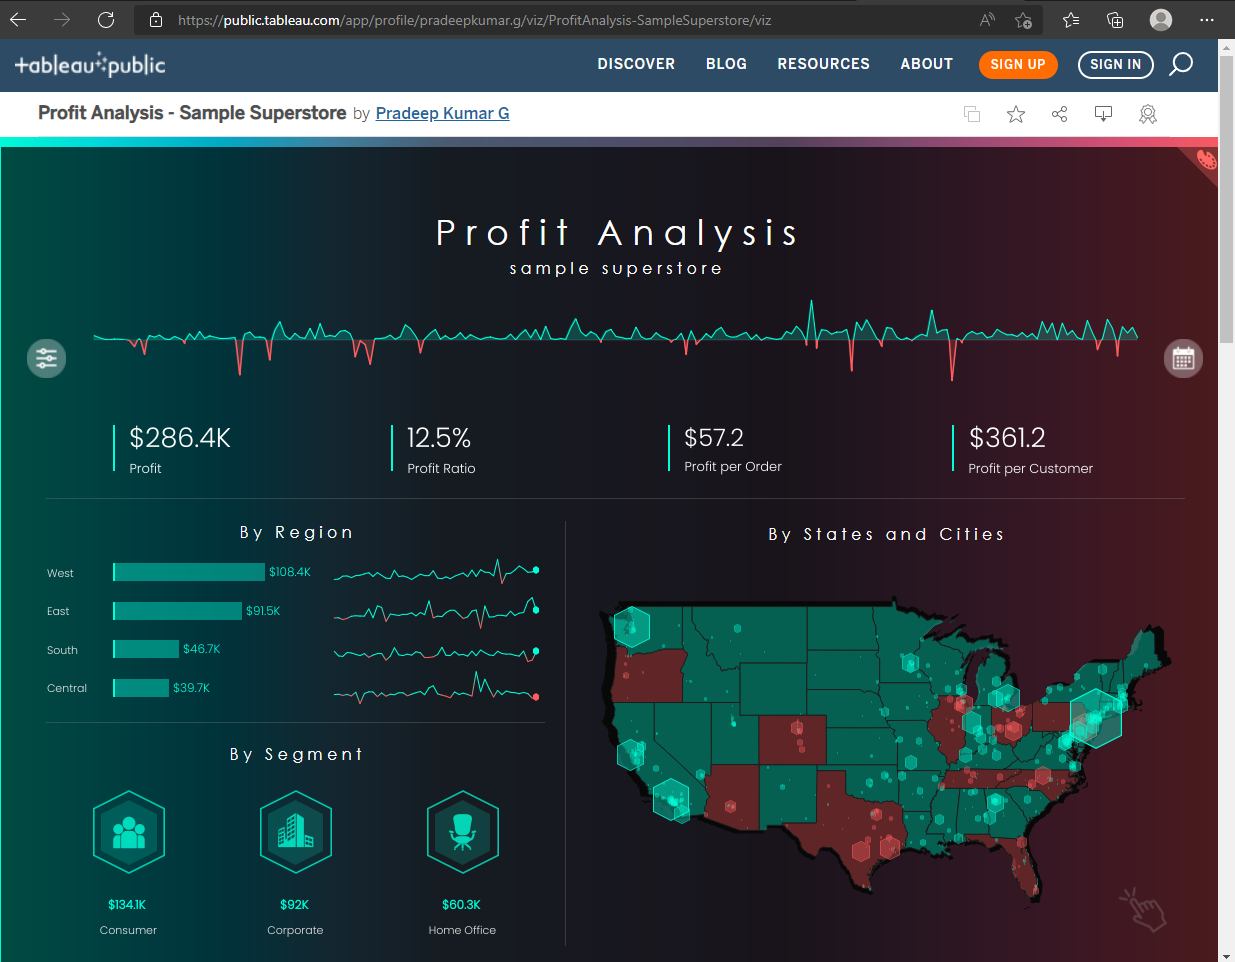 https://public.tableau.com/app/profile/pradeepkumar.g/viz/ProfitAnalysis-SampleSuperstore/viz
tableau public
DISCOVER BLOG RESOURCES ABOUT SIGN UP SIGN IN
Profit Analysis - Sample Superstore by Pradeep Kumar G
Profit Analysis
sample superstore
$286.4K 12.5% $57.2 $361.2
Profit Profit Ratio Profit per Order Profit per Customer
By Region
West $108.4K
East $91.5K
South $46.7K
Central $39.7K
By Segment
$134.1K $92K $60.3K
Consumer Corporate Home Office
By States and Cities